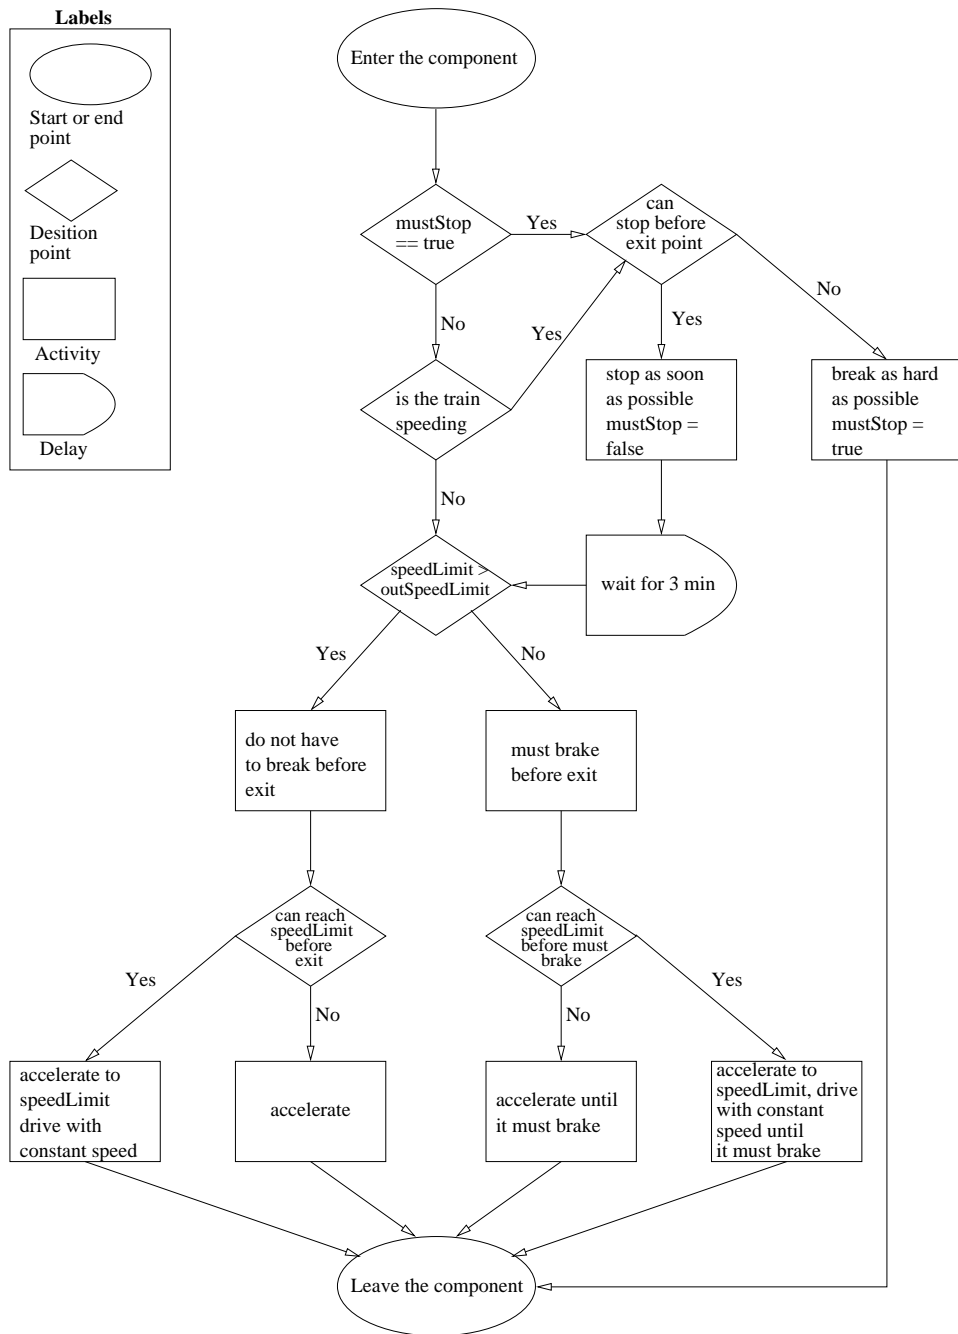 Labels
Start or end
point
Desition
point
Activity
Delay
Enter the component
mustStop
== true
Yes
can
stop before
exit point
No
Yes
Yes
No
is the train
speeding
stop as soon
as possible
mustStop =
false
break as hard
as possible
mustStop =
true
No
speedLimit >
outSpeedLimit
wait for 3 min
Yes
No
do not have
to break before
exit
must brake
before exit
can reach
speedLimit
before
exit
can reach
speedLimit
before must
brake
Yes
No
No
Yes
accelerate to
speedLimit
drive with
constant speed
accelerate
accelerate until
it must brake
accelerate to
speedLimit, drive
with constant
speed until
it must brake
Leave the component